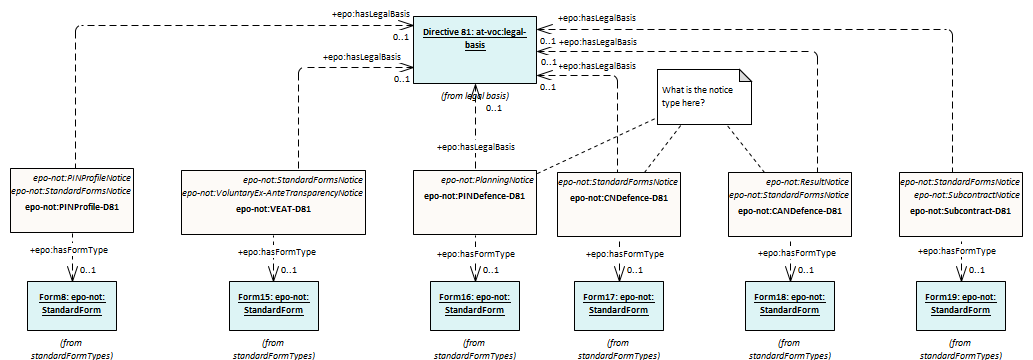 +epo:hasLegalBasis
0..1
Directive 81: at-voc:legal-
basis
(from legal basis)
+epo:hasLegalBasis
0..1
+epo:hasLegalBasis
0..1
+epo:hasLegalBasis
0..1
+epo:hasLegalBasis
0..1
0..1
+epo:hasLegalBasis
What is the notice
type here?
epo-not:PINProfileNotice
epo-not:StandardFormsNotice
epo-not:PINProfile-D81
epo-not:StandardFormsNotice
epo-not:VoluntaryEx-AnteTransparencyNotice
epo-not:VEAT-D81
epo-not:PlanningNotice
epo-not:PINDefence-D81
epo-not:StandardFormsNotice
epo-not:CNDefence-D81
epo-not:ResultNotice
epo-not:StandardFormsNotice
epo-not:CANDefence-D81
epo-not:StandardFormsNotice
epo-not:SubcontractNotice
epo-not:Subcontract-D81
+epo:hasFormType
0..1
+epo:hasFormType
0..1
+epo:hasFormType
0..1
+epo:hasFormType
0..1
+epo:hasFormType
0..1
+epo:hasFormType
0..1
Form8: epo-not:
StandardForm
(from
standardFormTypes)
Form15: epo-not:
StandardForm
(from
standardFormTypes)
Form16: epo-not:
StandardForm
(from
standardFormTypes)
Form17: epo-not:
StandardForm
(from
standardFormTypes)
Form18: epo-not:
StandardForm
(from
standardFormTypes)
Form19: epo-not:
StandardForm
(from
standardFormTypes)